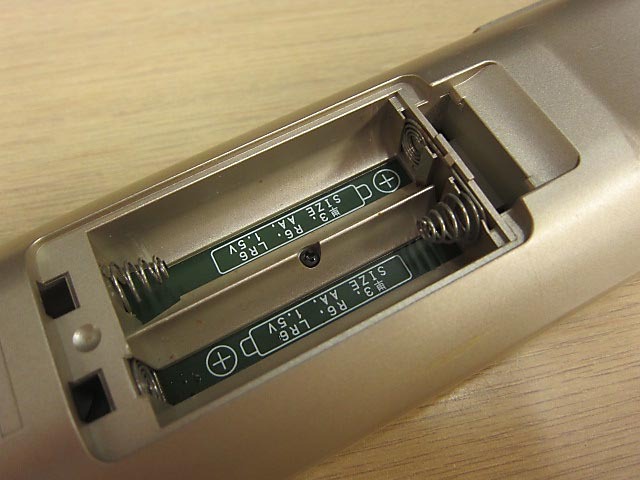 単3. R6. LR6
SIZE AA. 1.5V
単3. R6. LR6
SIZE AA. 1.5V